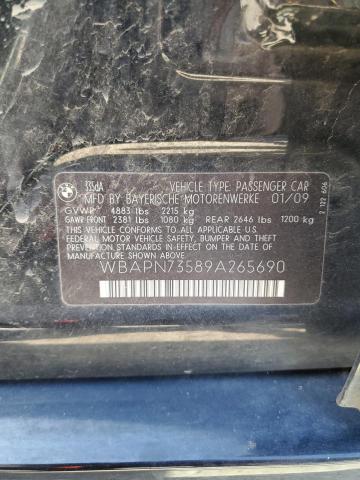 335dA VEHICLE TYPE: PASSENGER CAR
MFD BY BAYERISCHE MOTORENWERKE 01/09
GVWR 4883 lbs 2215 kg
GAWR FRONT 2381 lbs 1080 kg REAR 2646 lbs 1200 kg
THIS VEHICLE CONFORMS TO ALL APPLICABLE U.S.
FEDERAL MOTOR VEHICLE SAFETY, BUMPER,
AND THEFT PREVENTION STANDARDS IN EFFECT
ON THE DATE OF MANUFACTURE SHOWN ABOVE.
WBAPN73589A265690